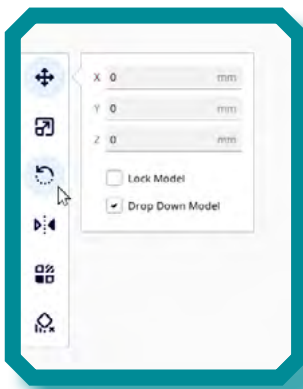 X 0 mm
Y 0 mm
Z 0 mm
Lock Model
Drop Down Model